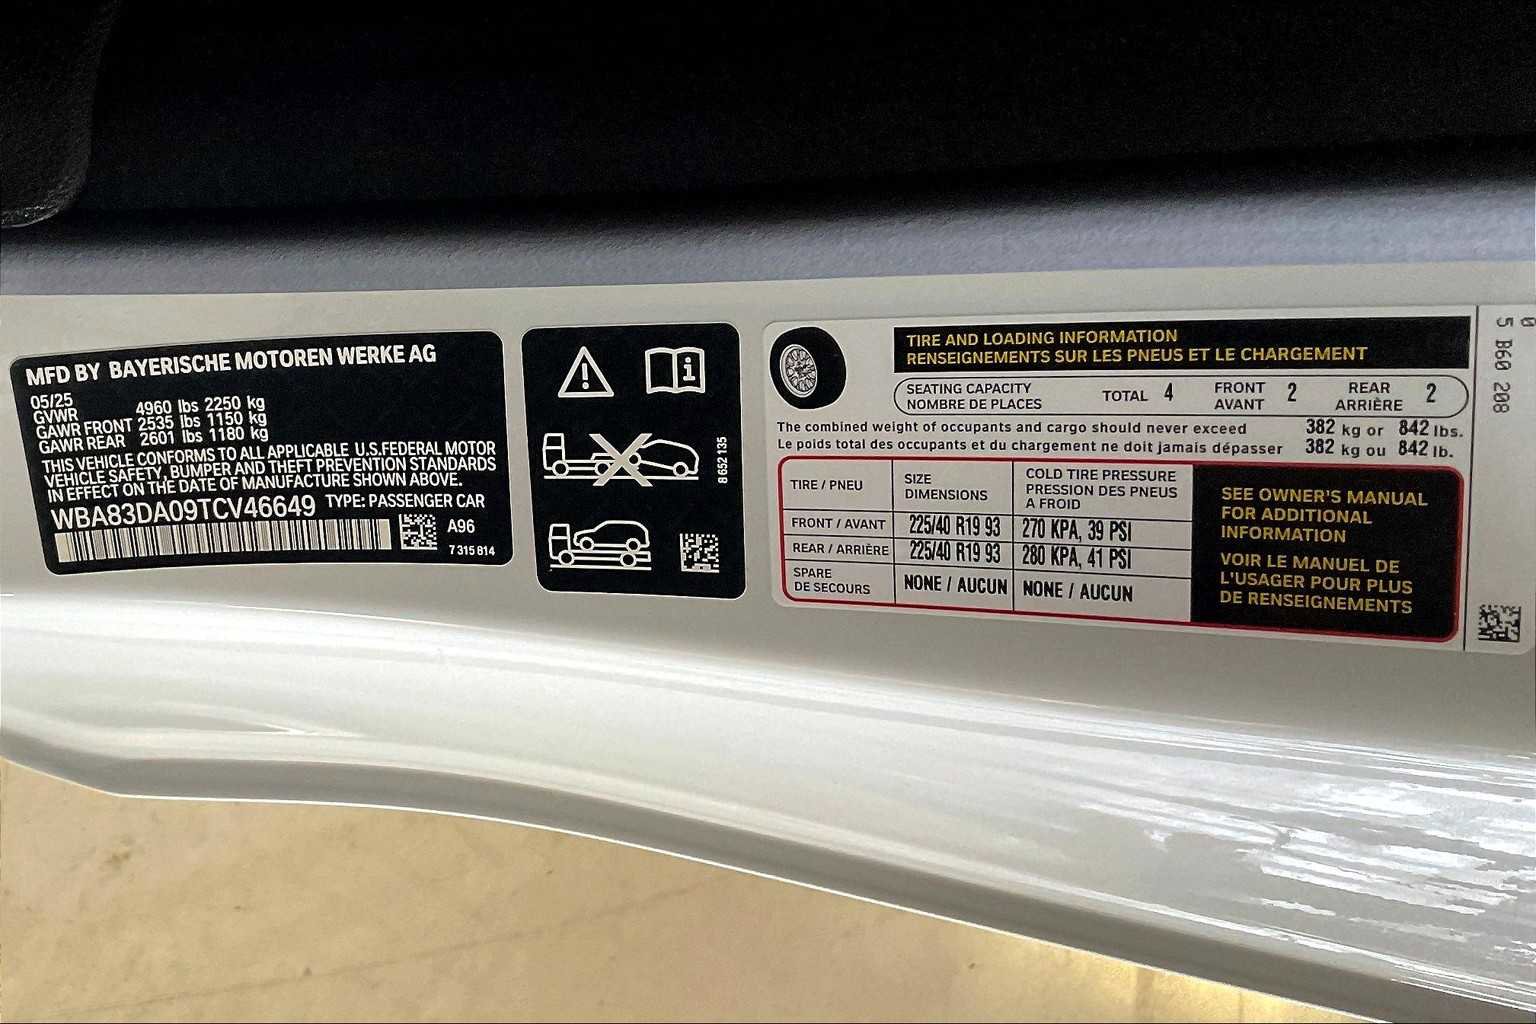 MFD BY BAYERISCHE MOTOREN WERKE AG
05/25
GVWR 4960 lbs 2250 kg
GAWR FRONT 2535 lbs 1150 kg
GAWR REAR 2601 lbs 1180 kg
THIS VEHICLE CONFORMS TO ALL APPLICABLE U.S.FEDERAL MOTOR
VEHICLE SAFETY, BUMPER AND THEFT PREVENTION STANDARDS
IN EFFECT ON THE DATE OF MANUFACTURE SHOWN ABOVE.
WBA83DA09TCV46649 TYPE: PASSENGER CAR
A96
7 315 814
8 652 135
TIRE AND LOADING INFORMATION
RENSEIGNEMENTS SUR LES PNEUS ET LE CHARGEMENT
SEATING CAPACITY TOTAL 4 FRONT 2 REAR 2
NOMBRE DE PLACES AVANT ARRIÈRE
The combined weight of occupants and cargo should never exceed 382 kg or 842 lbs.
Le poids total des occupants et du chargement ne doit jamais dépasser 382 kg ou 842 lb.
TIRE / PNEU
SIZE
DIMENSIONS
COLD TIRE PRESSURE
PRESSION DES PNEUS
A FROID
FRONT / AVANT 225/40 R19 93 270 KPA, 39 PSI
REAR / ARRIÈRE 225/40 R19 93 280 KPA, 41 PSI
SPARE
DE SECOURS NONE / AUCUN NONE / AUCUN
SEE OWNER'S MANUAL
FOR ADDITIONAL
INFORMATION
VOIR LE MANUEL DE
L'USAGER POUR PLUS
DE RENSEIGNEMENTS
5 B60 208